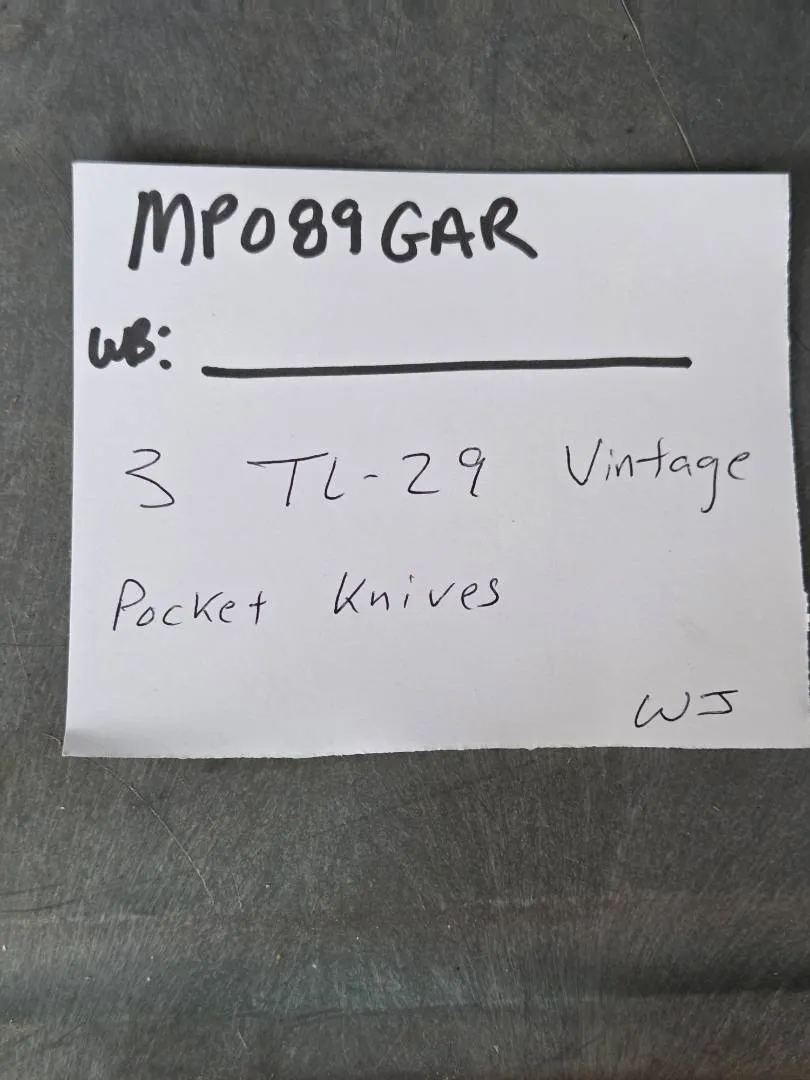 MP089GAR
WB:
3 TL-29 Vintage
Pocket Knives
WJ